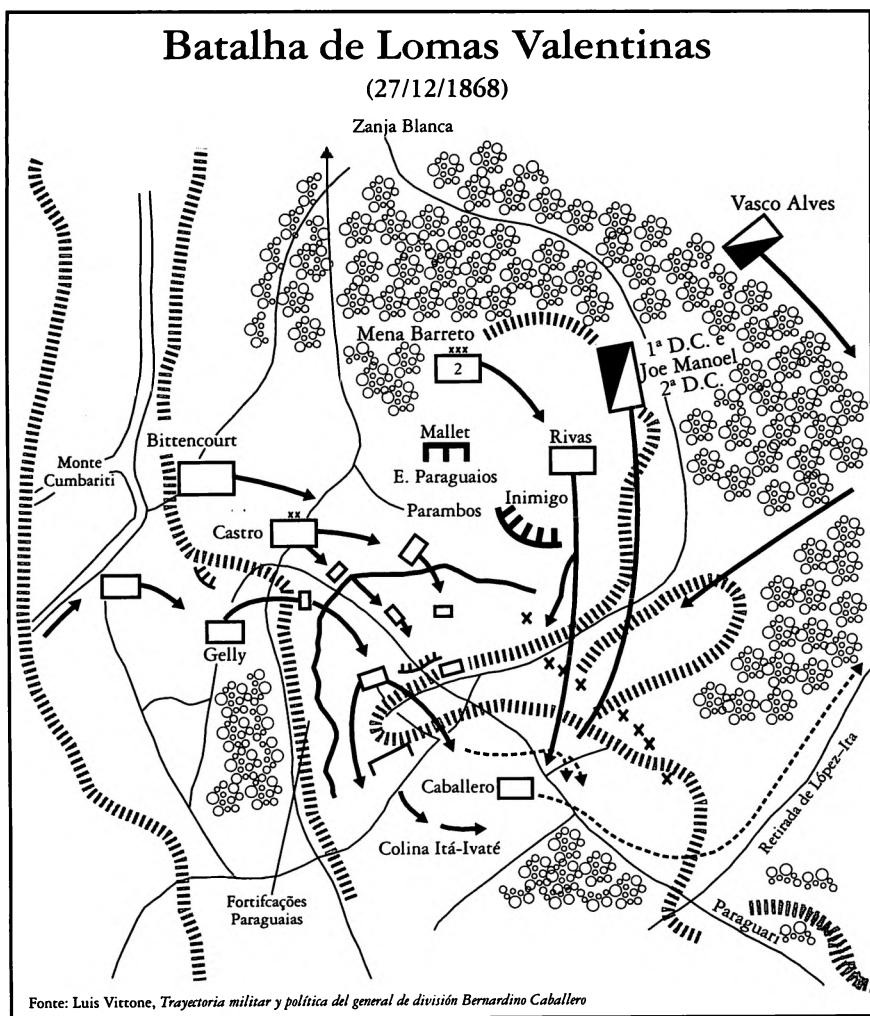 Batalha de Lomas Valentinas
(27/12/1868)
Zanja Blanca
Vasco Alves
Mena Barreto
xxx
2
1ª D.C. e
Joe Manoel
2ª D.C.
Mallet
Rivas
Bittencourt
Monte
Cumbariti
E. Paraguaios
Inimigo
Parambos
xx
Castro
Gelly
x
x
x
x
x
x
x
x
Caballero
Retirada de López–Ita
Colina Itá-Ivaté
Fortifcações
Paraguaias
Paraguari
Fonte: Luis Vittone, Trayectoria militar y política del general de división Bernardino Caballero